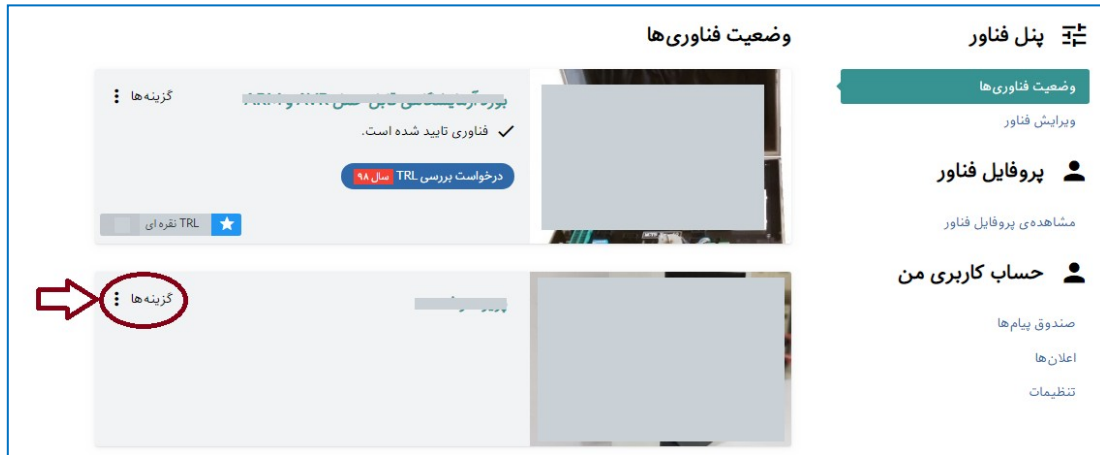 پنل فناور
وضعیت فناوری‌ها
ویرایش فناور
پروفایل فناور
مشاهده‌ی پروفایل فناور
حساب کاربری من
صندوق پیام‌ها
اعلان‌ها
تنظیمات
وضعیت فناوری‌ها
گزینه‌ها
فناوری تایید شده است.
درخواست بررسی TRL سال ۹۸
TRL نقره ای
گزینه‌ها